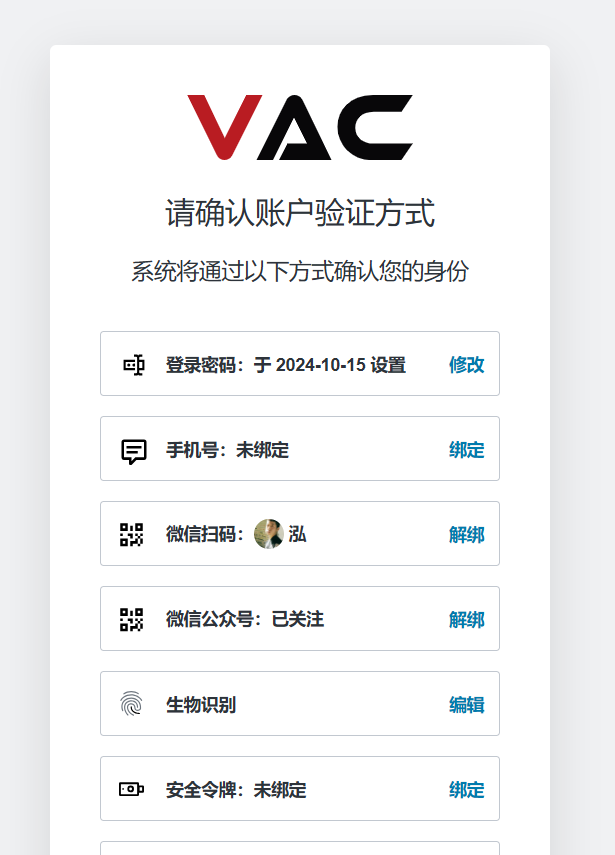 VAC
请确认账户验证方式
系统将通过以下方式确认您的身份
登录密码：于 2024-10-15 设置 修改
手机号：未绑定 绑定
微信扫码： 泓 解绑
微信公众号：已关注 解绑
生物识别 编辑
安全令牌：未绑定 绑定